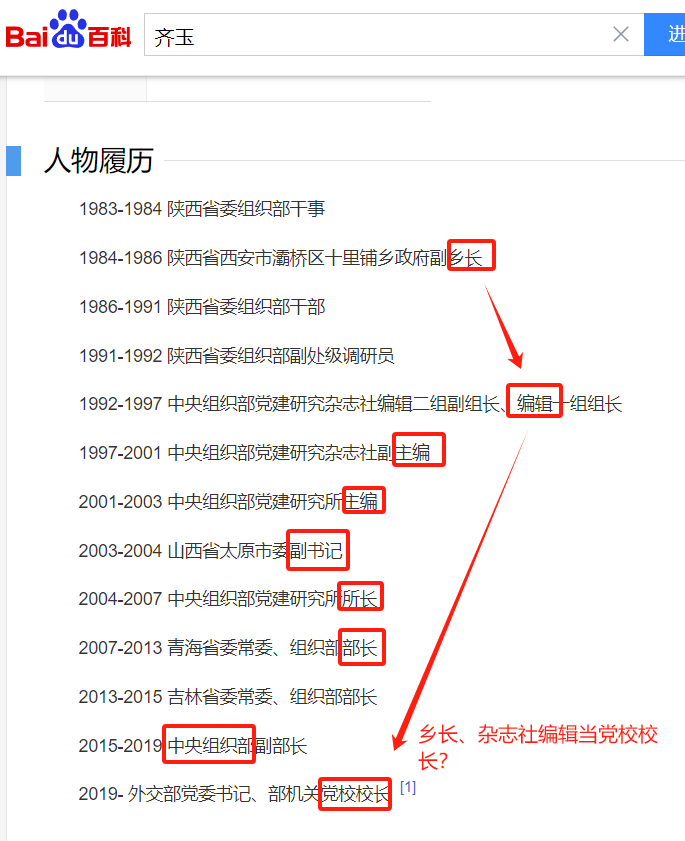 Bai du 百科
齐玉
进
人物履历
1983-1984 陕西省委组织部干事
1984-1986 陕西省西安市灞桥区十里铺乡政府副乡长
1986-1991 陕西省委组织部干部
1991-1992 陕西省委组织部副处级调研员
1992-1997 中央组织部党建研究杂志社编辑二组副组长、编辑一组组长
1997-2001 中央组织部党建研究杂志社副主编
2001-2003 中央组织部党建研究所主编
2003-2004 山西省太原市委副书记
2004-2007 中央组织部党建研究所所长
2007-2013 青海省委常委、组织部部长
2013-2015 吉林省委常委、组织部部长
2015-2019 中央组织部副部长
乡长、杂志社编辑当党校校
长？
2019- 外交部党委书记、部机关党校校长 [1]